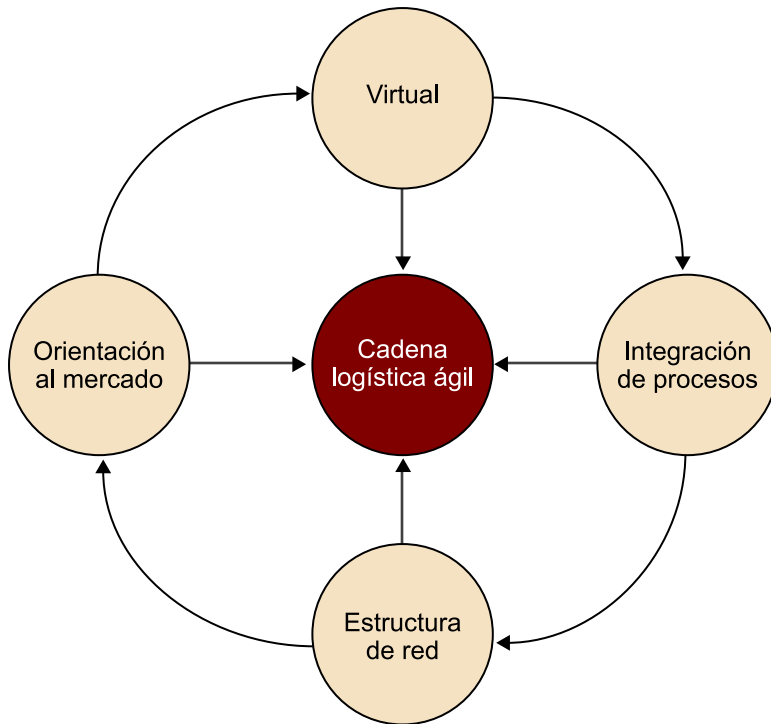 Virtual
Orientación
al mercado
Cadena
logística ágil
Integración
de procesos
Estructura
de red